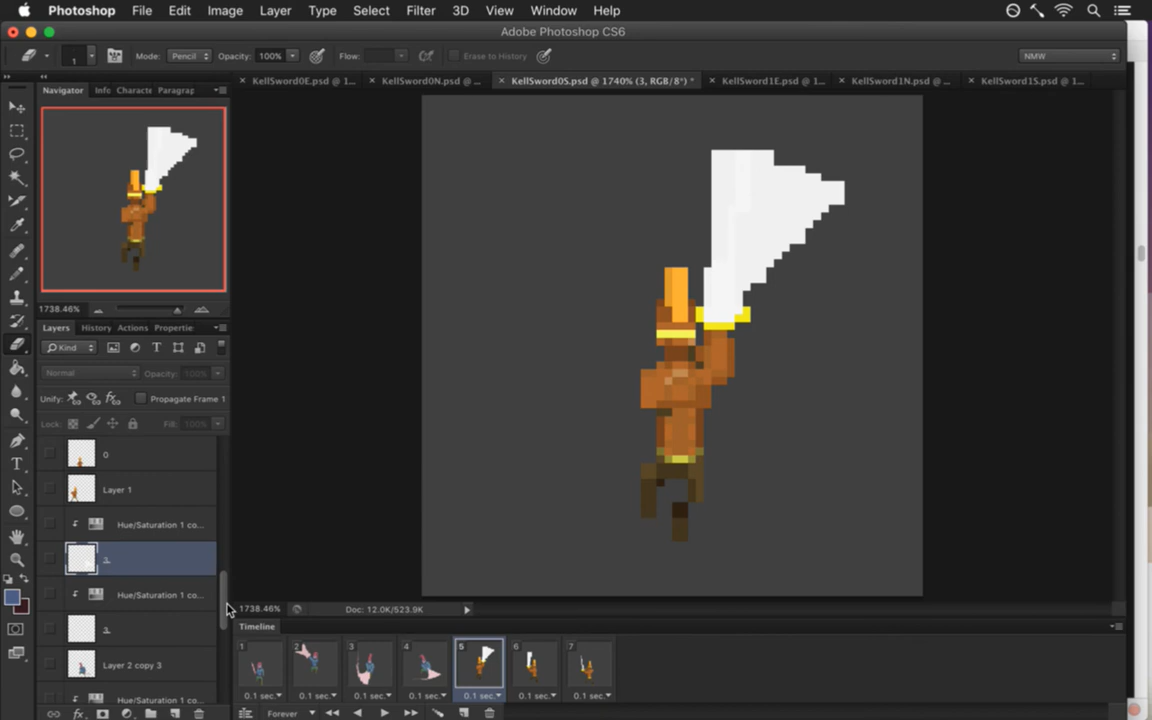 Photoshop File Edit Image Layer Type Select Filter 3D View Window Help
Adobe Photoshop CS6
1 Mode: Pencil Opacity: 100% Flow: Erase to History NMW
KellSword0E.psd @ 1... KellSword0N.psd @ ... KellSword0S.psd @ 1740% (3, RGB/8*) * KellSword1E.psd @ 1... KellSword1N.psd @ ... KellSword1S.psd @ 1...
Navigator Info Characte Paragrap
1738.46%
Layers History Actions Propertie
Kind
Normal Opacity: 100%
Unify: Propagate Frame 1
Lock: Fill: 100%
0
Layer 1
Hue/Saturation 1 co...
Hue/Saturation 1 co...
Layer 2 copy 3
Hue/Saturation 1 co...
1738.46% Doc: 12.0K/523.9K
Timeline
1 2 3 4 5 6 7
0.1 sec. 0.1 sec. 0.1 sec. 0.1 sec. 0.1 sec. 0.1 sec. 0.1 sec.
Forever